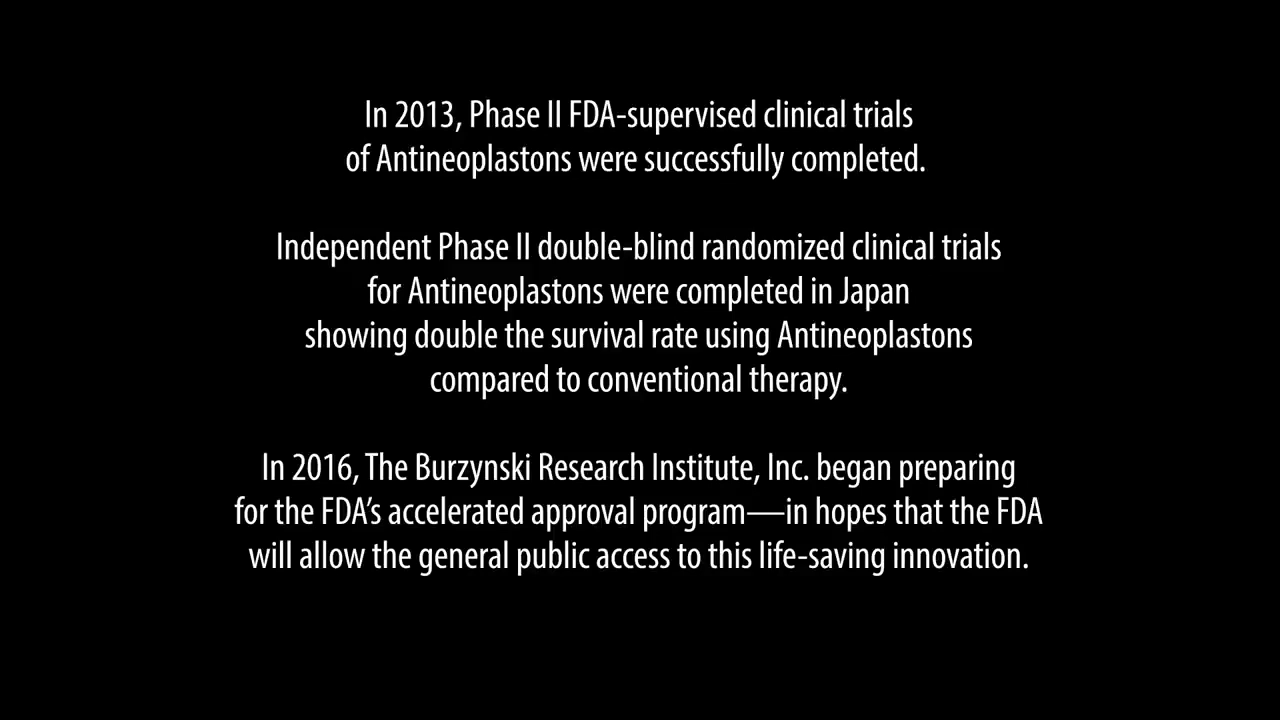 In 2013, Phase II FDA-supervised clinical trials
of Antineoplastons were successfully completed.
Independent Phase II double-blind randomized clinical trials
for Antineoplastons were completed in Japan
showing double the survival rate using Antineoplastons
compared to conventional therapy.
In 2016, The Burzynski Research Institute, Inc. began preparing
for the FDA’s accelerated approval program—in hopes that the FDA
will allow the general public access to this life-saving innovation.